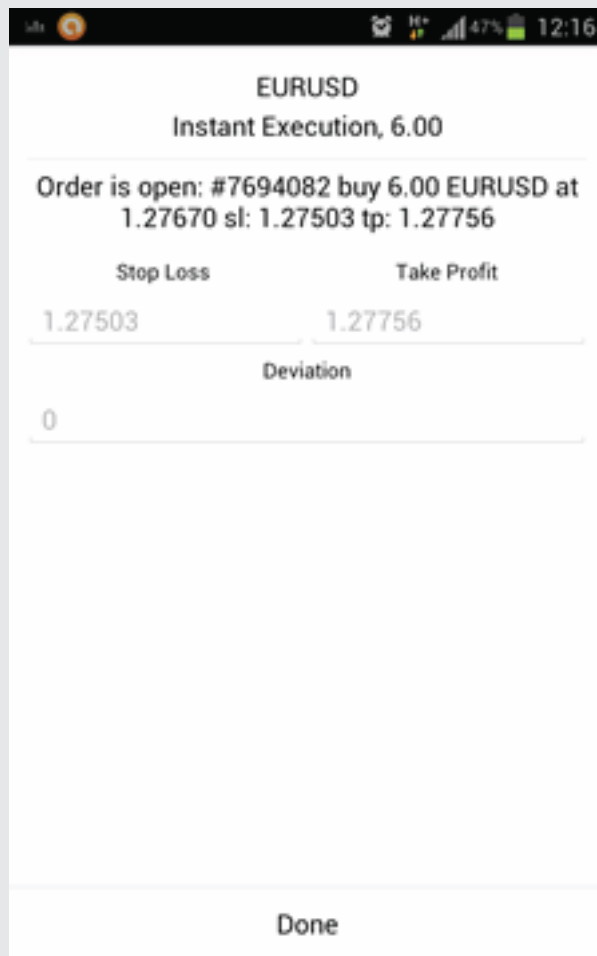 H+ 47% 12:16
EURUSD
Instant Execution, 6.00
Order is open: #7694082 buy 6.00 EURUSD at
1.27670 sl: 1.27503 tp: 1.27756
Stop Loss Take Profit
1.27503 1.27756
Deviation
0
Done